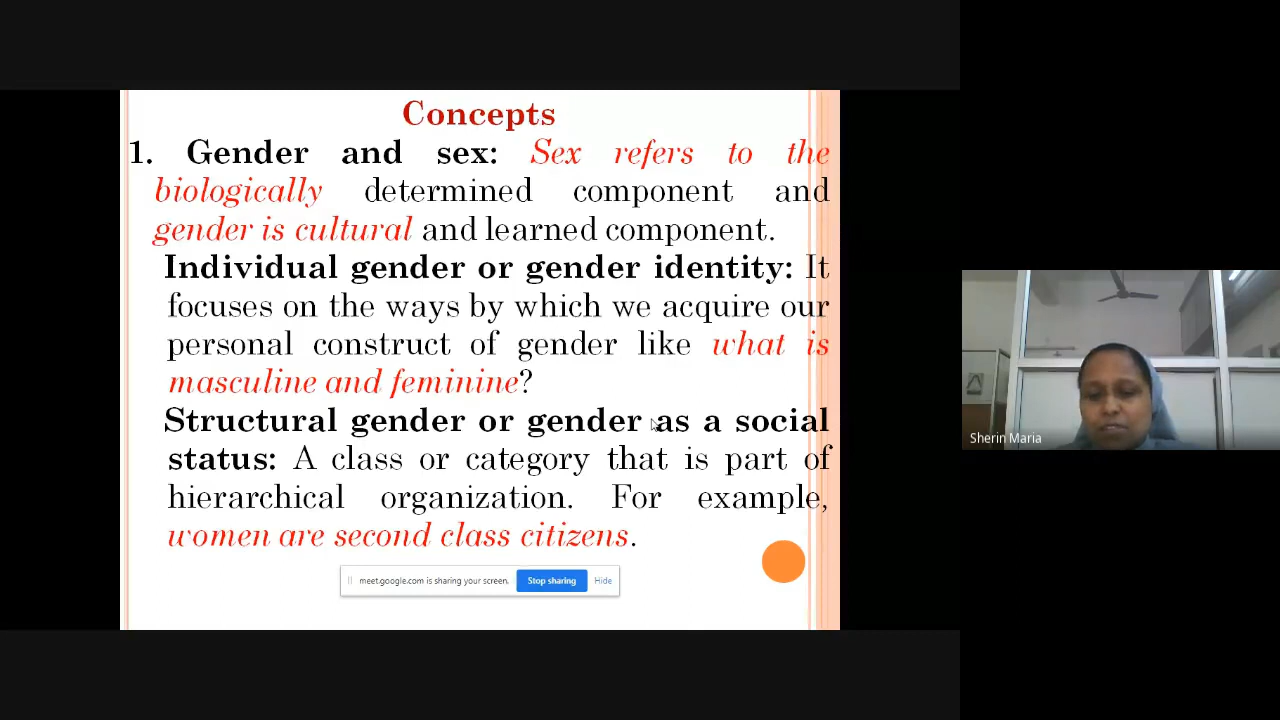 Concepts
1. Gender and sex: Sex refers to the
biologically determined component and
gender is cultural and learned component.
Individual gender or gender identity: It
focuses on the ways by which we acquire our
personal construct of gender like what is
masculine and feminine?
Structural gender or gender as a social
status: A class or category that is part of
hierarchical organization. For example,
women are second class citizens.
meet.google.com is sharing your screen. Stop sharing Hide
Sherin Maria